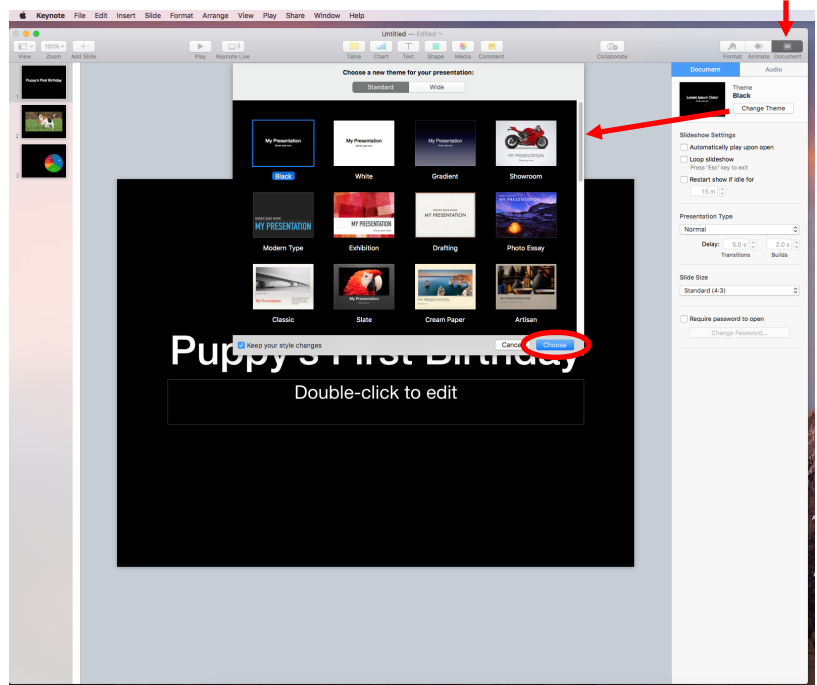 Keynote File Edit Insert Slide Format Arrange View Play Share Window Help
Untitled — Edited
100%
View Zoom Add Slide Play Keynote Live Table Chart Text Shape Media Comment Collaborate Format Animate Document
Choose a new theme for your presentation:
Standard Wide
Document Audio
Theme
Black
Change Theme
Slideshow Settings
Automatically play upon open
Loop slideshow
Press 'Esc' key to exit
Restart show if idle for
15 m
Presentation Type
Normal
Delay: 5.0 s 2.0 s
Transitions Builds
Slide Size
Standard (4:3)
Require password to open
Change Password...
Puppy's First Birthday
1
2
3
My Presentation My Presentation My Presentation MY PRESENTATION
Black White Gradient Showroom
MY PRESENTATION MY PRESENTATION MY PRESENTATION MY PRESENTATION
Modern Type Exhibition Drafting Photo Essay
My Presentation My Presentation MY PRESENTATION MY PRESENTATION
Classic Slate Cream Paper Artisan
Keep your style changes Cancel Choose
Puppy's First Birthday
Double-click to edit